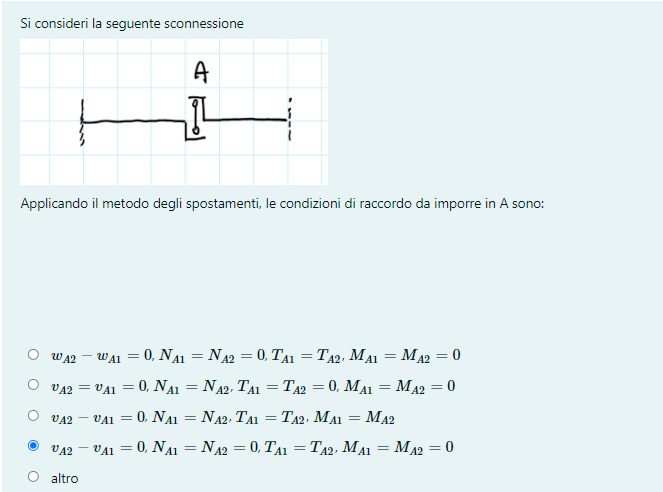 Si consideri la seguente sconnessione
A
Applicando il metodo degli spostamenti, le condizioni di raccordo da imporre in A sono:
w_{A2} − w_{A1} = 0, N_{A1} = N_{A2} = 0, T_{A1} = T_{A2}, M_{A1} = M_{A2} = 0
v_{A2} = v_{A1} = 0, N_{A1} = N_{A2}, T_{A1} = T_{A2} = 0, M_{A1} = M_{A2} = 0
v_{A2} − v_{A1} = 0, N_{A1} = N_{A2}, T_{A1} = T_{A2}, M_{A1} = M_{A2}
v_{A2} − v_{A1} = 0, N_{A1} = N_{A2} = 0, T_{A1} = T_{A2}, M_{A1} = M_{A2} = 0
altro